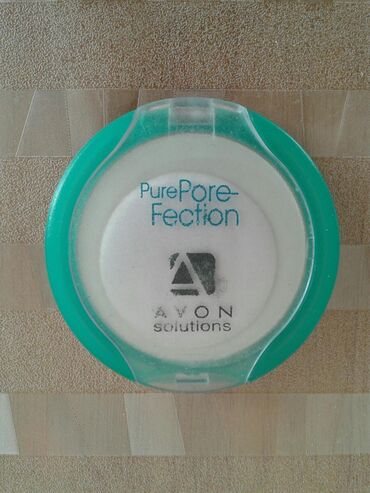 PurePore-
Fection
A
AVON
solutions